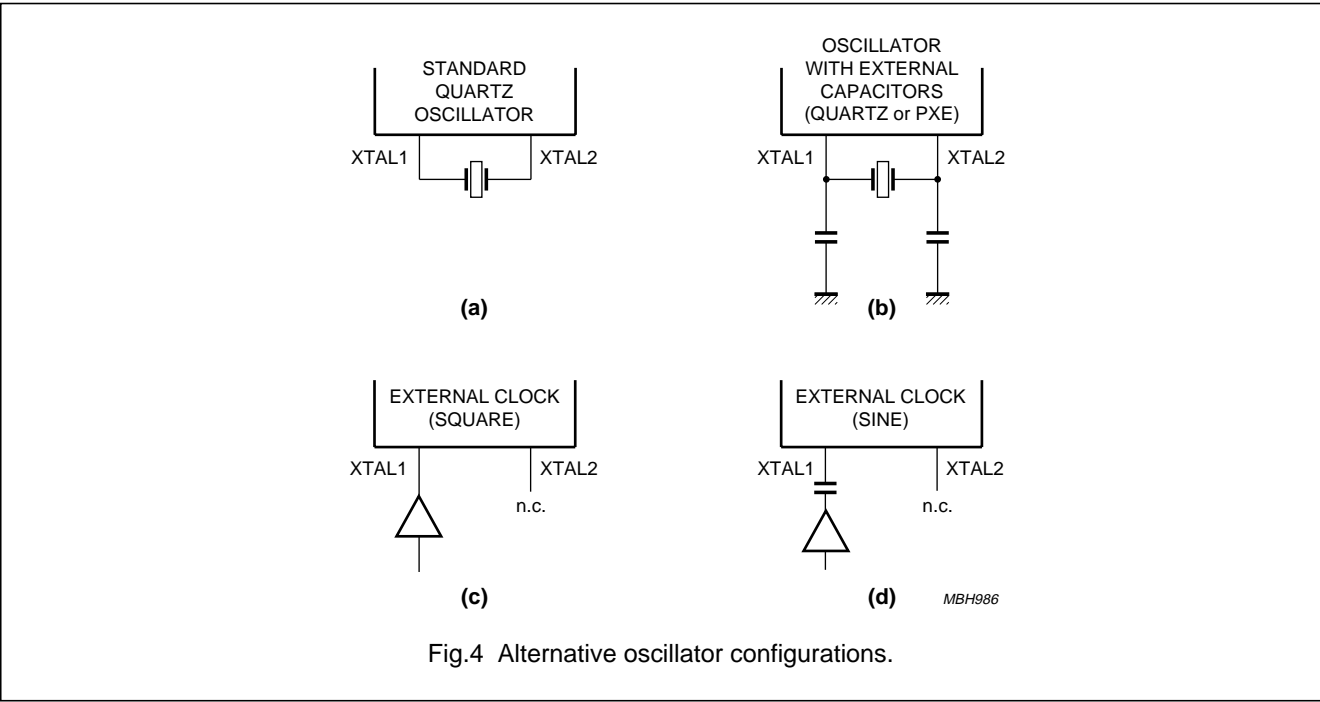 STANDARD
QUARTZ
OSCILLATOR
XTAL1
XTAL2
(a)
OSCILLATOR
WITH EXTERNAL
CAPACITORS
(QUARTZ or PXE)
XTAL1
XTAL2
(b)
EXTERNAL CLOCK
(SQUARE)
XTAL1
XTAL2
n.c.
(c)
EXTERNAL CLOCK
(SINE)
XTAL1
XTAL2
n.c.
(d)
MBH986
Fig.4 Alternative oscillator configurations.